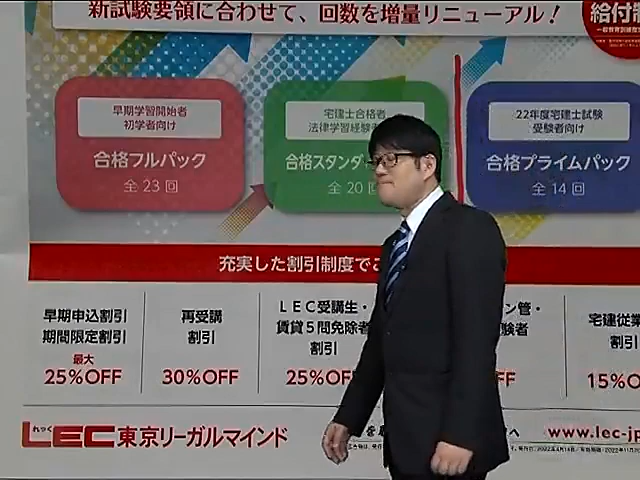 新試験要領に合わせて、回数を増量リニューアル！
給付
早期学習開始者
初学者向け
合格フルパック
全 23 回
宅建士合格者
法律学習経験
合格スタンダ
全 20 回
22年度宅建士試験
受験者向け
合格プライムパック
全 14 回
充実した割引制度でご
早期申込割引
期間限定割引
最大
25%OFF
再受講
割引
30%OFF
ＬＥＣ受講生・
賃貸５問免除者
割引
25%OFF
ン管・
験者
FF
宅建従業
割引
15%O
れっく
LEC東京リーガルマインド
www.lec-jp